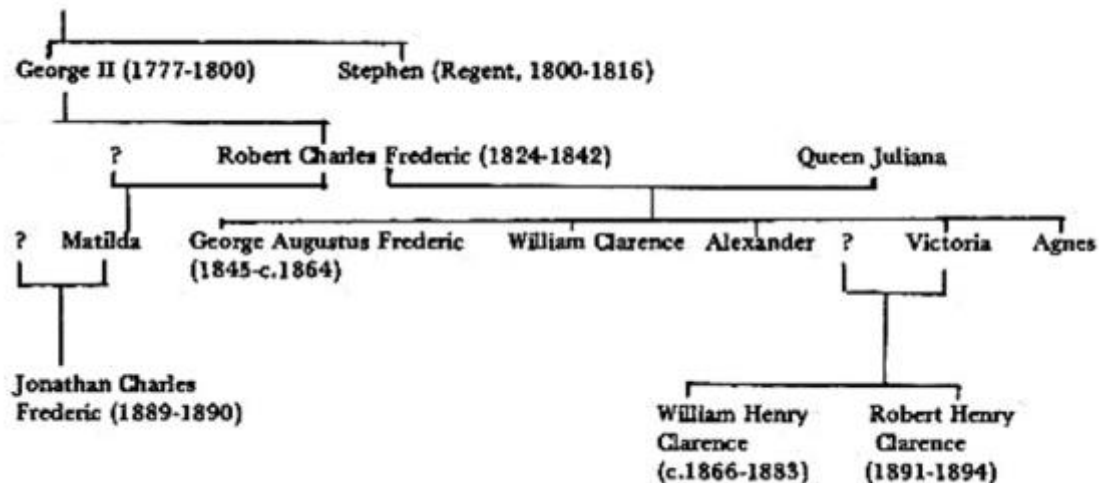 George II (1777-1800) Stephen (Regent, 1800-1816)
? Robert Charles Frederic (1824-1842) Queen Juliana
? Matilda George Augustus Frederic William Clarence Alexander ? Victoria Agnes
(1845-c.1864)
Jonathan Charles
Frederic (1889-1890)
William Henry Robert Henry
Clarence Clarence
(c.1866-1883) (1891-1894)